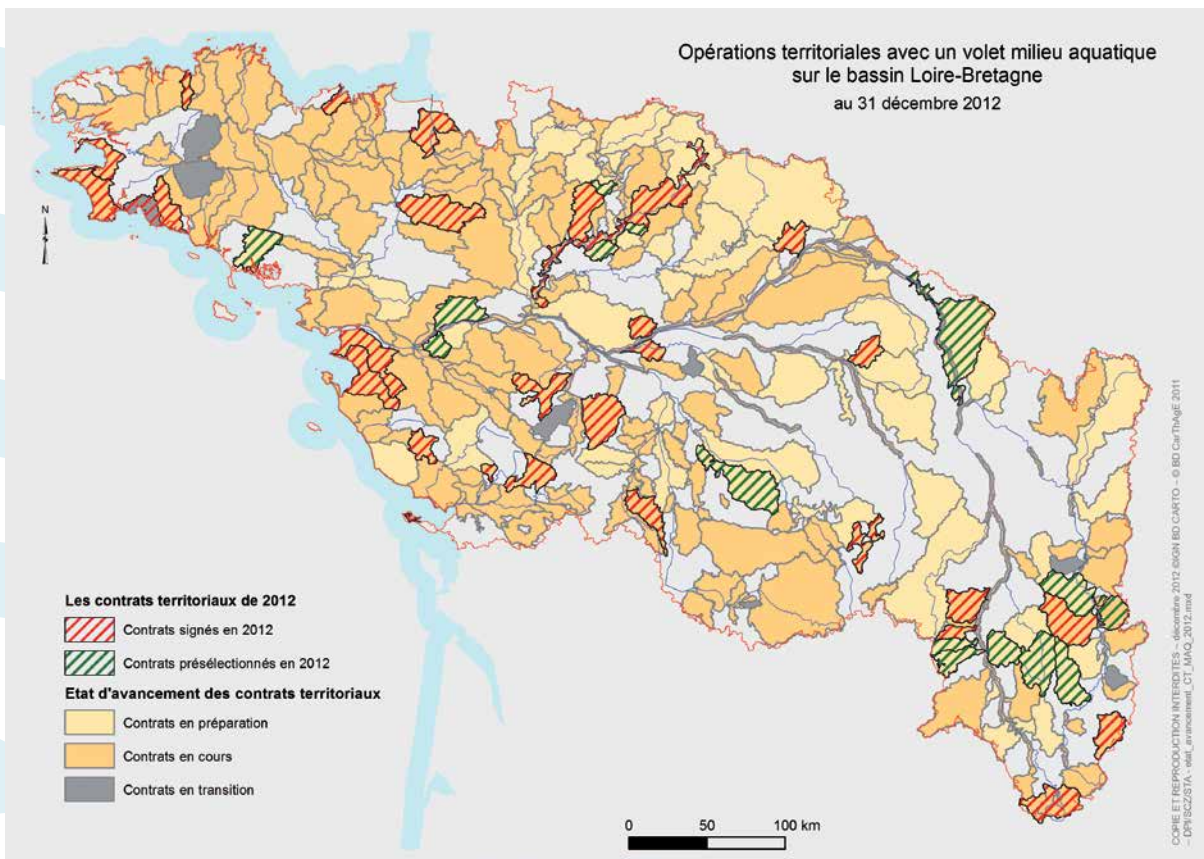 Opérations territoriales avec un volet milieu aquatique
sur le bassin Loire-Bretagne
au 31 décembre 2012
N
Les contrats territoriaux de 2012
Contrats signés en 2012
Contrats présélectionnés en 2012
Etat d'avancement des contrats territoriaux
Contrats en préparation
Contrats en cours
Contrats en transition
0 50 100 km
COPIE ET REPRODUCTION INTERDITES – décembre 2012 ©IGN BD CARTO – © BD CarThAgE 2011
– DPI/SCZ/STA - etat_avancement_CT_MAQ_2012.mxd